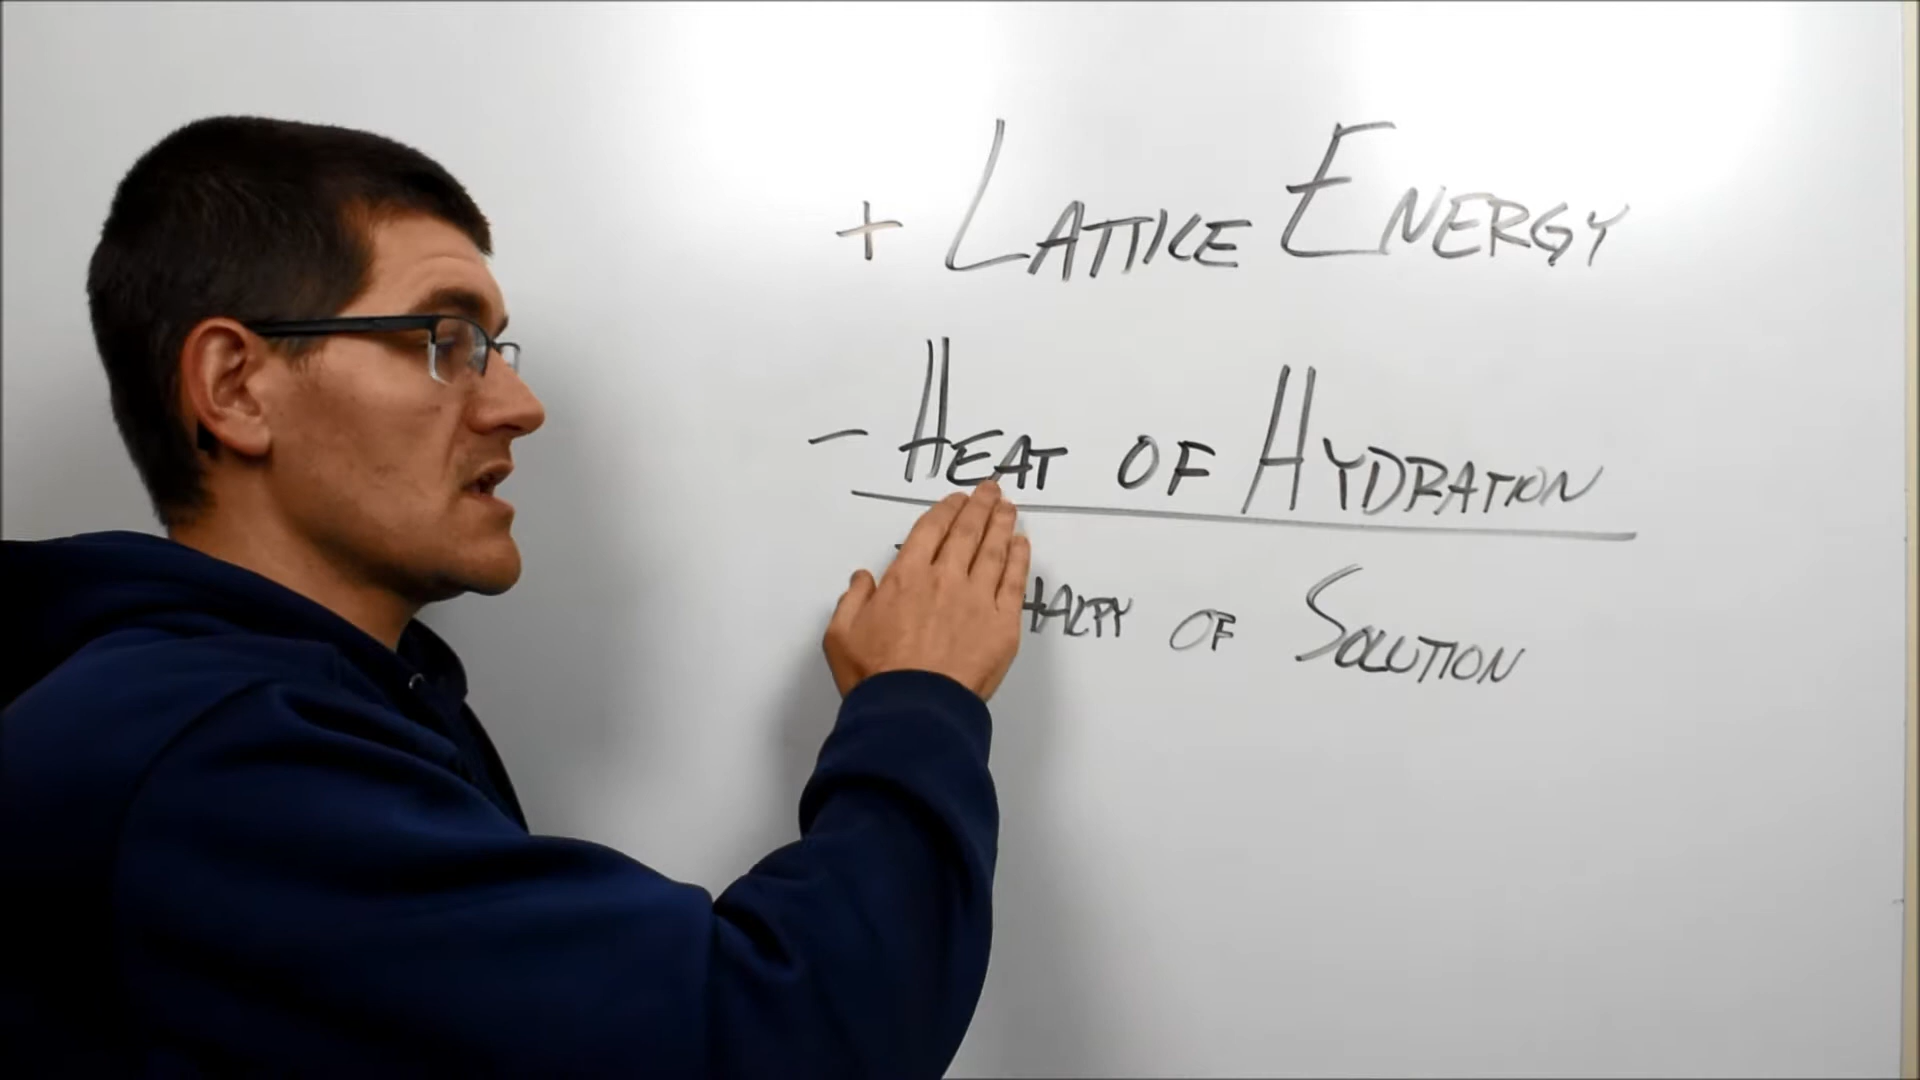 + LATTICE ENERGY
- HEAT OF HYDRATION
OF SOLUTION